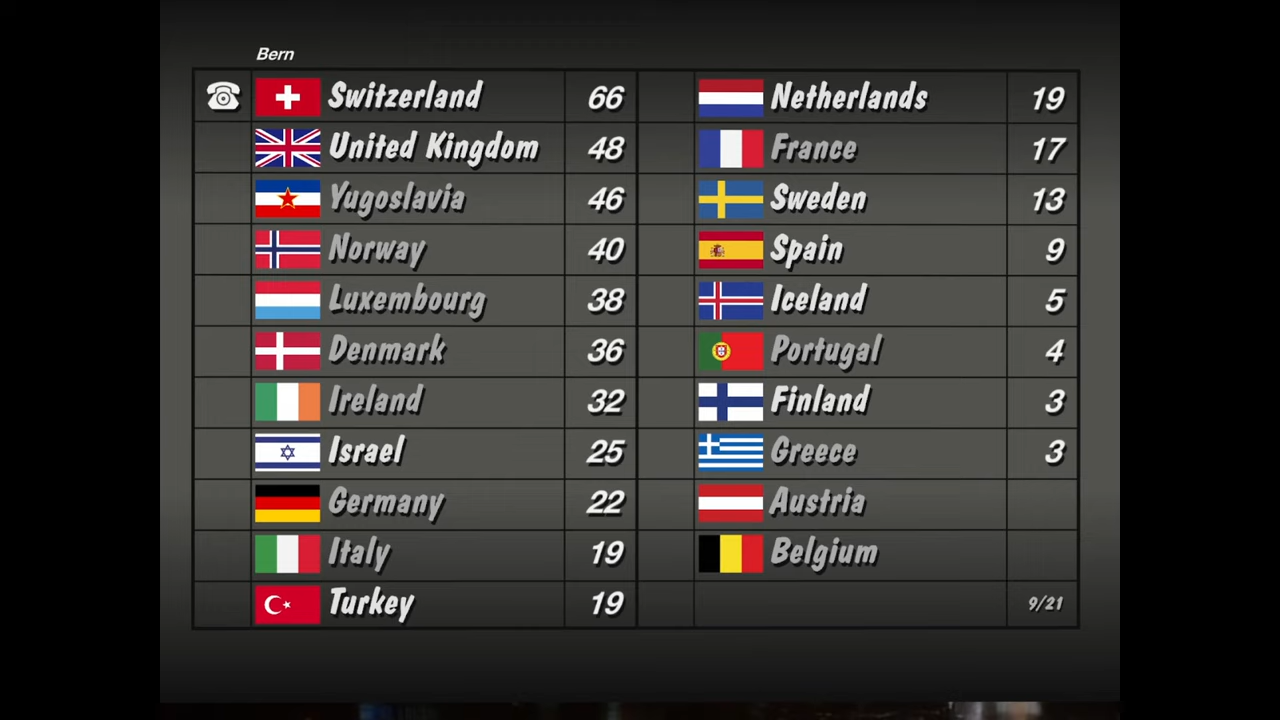 Bern
Switzerland 66
United Kingdom 48
Yugoslavia 46
Norway 40
Luxembourg 38
Denmark 36
Ireland 32
Israel 25
Germany 22
Italy 19
Turkey 19
Netherlands 19
France 17
Sweden 13
Spain 9
Iceland 5
Portugal 4
Finland 3
Greece 3
Austria
Belgium
9/21